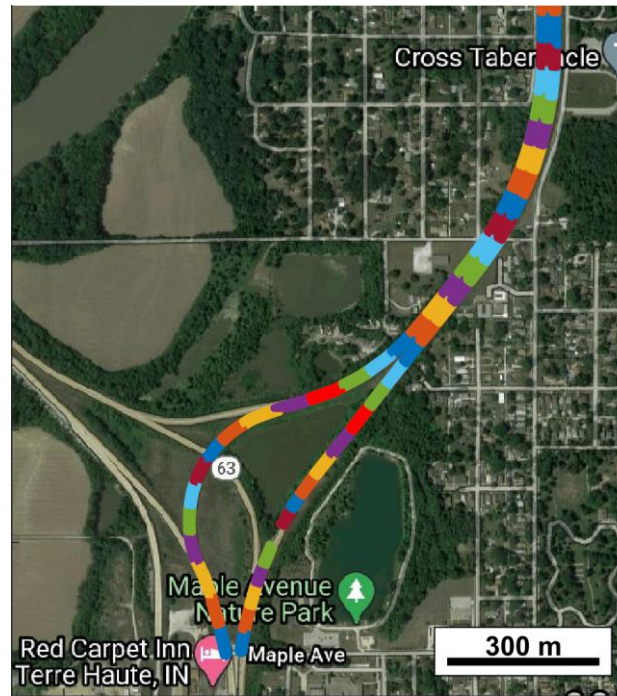 Cross Tabernacle
63
Maple Avenue
Nature Park
Red Carpet Inn
Terre Haute, IN
Maple Ave
300 m